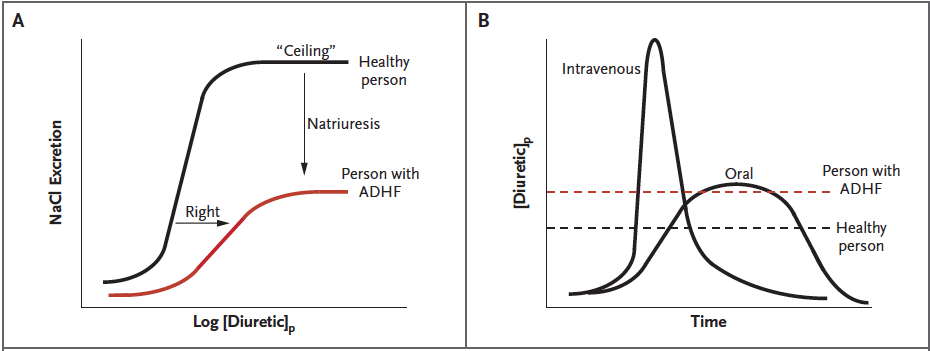 A
“Ceiling”
Healthy
person
Natriuresis
Person with
ADHF
Right
NaCl Excretion
Log [Diuretic]p
B
Intravenous
Oral
Person with
ADHF
Healthy
person
[Diuretic]p
Time